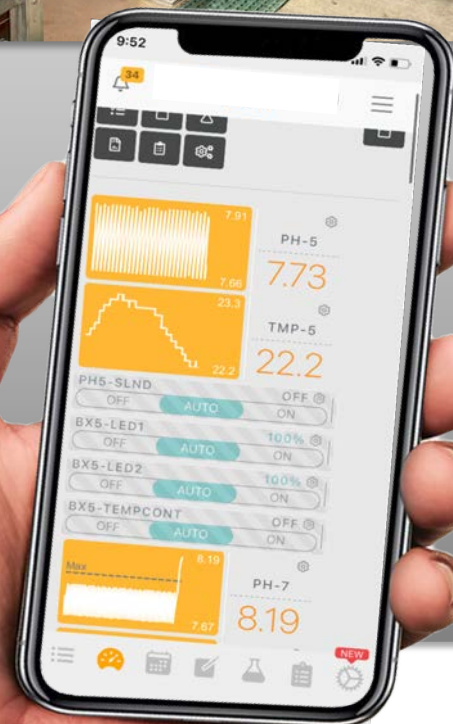 9:52
34
7.91
7.66
PH-5
7.73
23.3
22.2
TMP-5
22.2
PH5-SLND OFF
OFF AUTO ON
BX5-LED1 100%
OFF AUTO ON
BX5-LED2 100%
OFF AUTO ON
BX5-TEMPCONT OFF
OFF AUTO ON
Max
8.19
7.67
PH-7
8.19
NEW